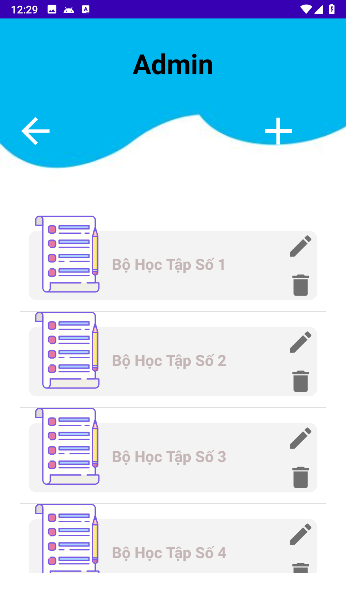 12:29
Admin
Bộ Học Tập Số 1
Bộ Học Tập Số 2
Bộ Học Tập Số 3
Bộ Học Tập Số 4